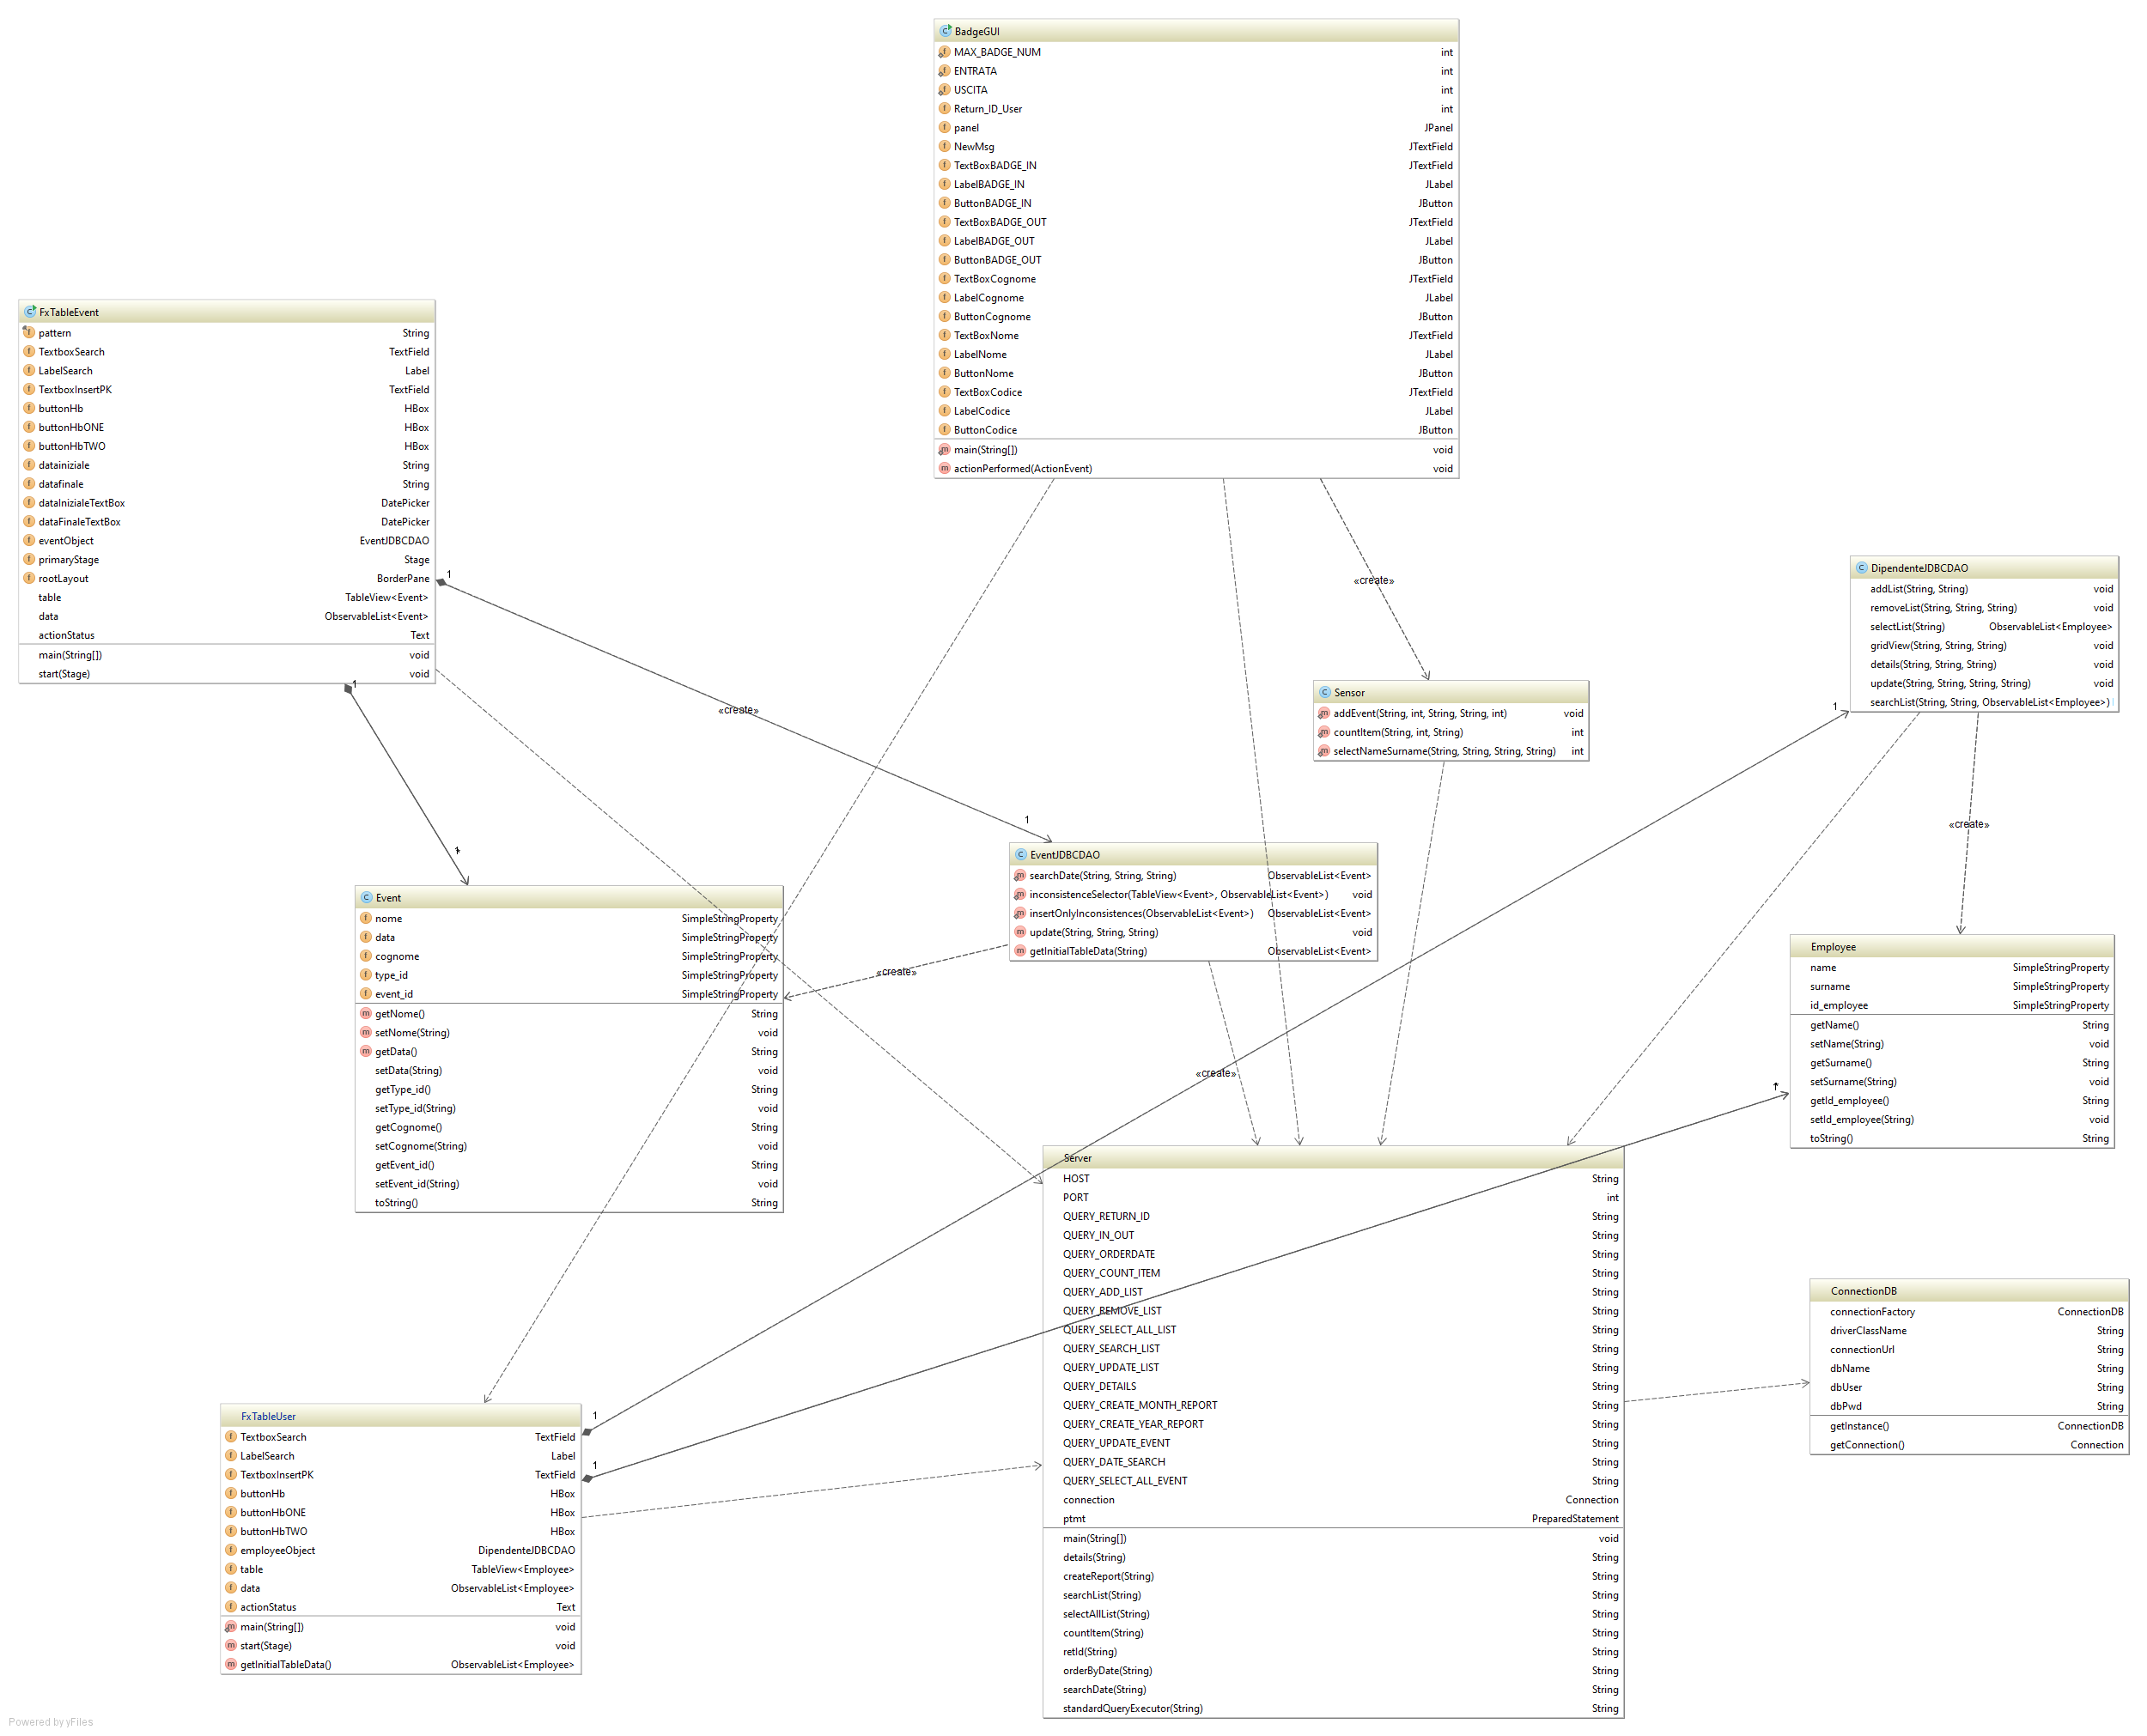 BadgeGUI
MAX_BADGE_NUM int
ENTRATA int
USCITA int
Return_ID_User int
panel JPanel
NewMsg JTextField
TextBoxBADGE_IN JTextField
LabelBADGE_IN JLabel
ButtonBADGE_IN JButton
TextBoxBADGE_OUT JTextField
LabelBADGE_OUT JLabel
ButtonBADGE_OUT JButton
TextBoxCognome JTextField
LabelCognome JLabel
ButtonCognome JButton
TextBoxNome JTextField
LabelNome JLabel
ButtonNome JButton
TextBoxCodice JTextField
LabelCodice JLabel
ButtonCodice JButton
main(String[]) void
actionPerformed(ActionEvent) void
FxTableEvent
pattern String
TextboxSearch TextField
LabelSearch Label
TextboxInsertPK TextField
buttonHb HBox
buttonHbONE HBox
buttonHbTWO HBox
datainiziale String
datafinale String
dataInizialeTextBox DatePicker
dataFinaleTextBox DatePicker
eventObject EventJDBCDAO
primaryStage Stage
rootLayout BorderPane
table TableView<Event>
data ObservableList<Event>
actionStatus Text
main(String[]) void
start(Stage) void
1
1
«create»
1
«create»
DipendenteJDBCDAO
addList(String, String) void
removeList(String, String, String) void
selectList(String) ObservableList<Employee>
gridView(String, String, String) void
details(String, String, String) void
update(String, String, String, String) void
searchList(String, String, ObservableList<Employee>)
1
Sensor
addEvent(String, int, String, String, int) void
countItem(String, int, String) int
selectNameSurname(String, String, String, String) int
«create»
EventJDBCDAO
searchDate(String, String, String) ObservableList<Event>
inconsistenceSelector(TableView<Event>, ObservableList<Event>) void
insertOnlyInconsistences(ObservableList<Event>) ObservableList<Event>
update(String, String, String) void
getInitialTableData(String) ObservableList<Event>
«create»
Event
nome SimpleStringProperty
data SimpleStringProperty
cognome SimpleStringProperty
type_id SimpleStringProperty
event_id SimpleStringProperty
getNome() String
setNome(String) void
getData() String
setData(String) void
getType_id() String
setType_id(String) void
getCognome() String
setCognome(String) void
getEvent_id() String
setEvent_id(String) void
toString() String
Employee
name SimpleStringProperty
surname SimpleStringProperty
id_employee SimpleStringProperty
getName() String
setName(String) void
getSurname() String
setSurname(String) void
getId_employee() String
setId_employee(String) void
toString() String
«create»
Server
HOST String
PORT int
QUERY_RETURN_ID String
QUERY_IN_OUT String
QUERY_ORDERDATE String
QUERY_COUNT_ITEM String
QUERY_ADD_LIST String
QUERY_REMOVE_LIST String
QUERY_SELECT_ALL_LIST String
QUERY_SEARCH_LIST String
QUERY_UPDATE_LIST String
QUERY_DETAILS String
QUERY_CREATE_MONTH_REPORT String
QUERY_CREATE_YEAR_REPORT String
QUERY_UPDATE_EVENT String
QUERY_DATE_SEARCH String
QUERY_SELECT_ALL_EVENT String
connection Connection
ptmt PreparedStatement
main(String[]) void
details(String) String
createReport(String) String
searchList(String) String
selectAllList(String) String
countItem(String) String
retId(String) String
orderByDate(String) String
searchDate(String) String
standardQueryExecutor(String) String
ConnectionDB
connectionFactory ConnectionDB
driverClassName String
connectionUrl String
dbName String
dbUser String
dbPwd String
getInstance() ConnectionDB
getConnection() Connection
FxTableUser
TextboxSearch TextField
LabelSearch Label
TextboxInsertPK TextField
buttonHb HBox
buttonHbONE HBox
buttonHbTWO HBox
employeeObject DipendenteJDBCDAO
table TableView<Employee>
data ObservableList<Employee>
actionStatus Text
main(String[]) void
start(Stage) void
getInitialTableData() ObservableList<Employee>
1
1
Powered by yFiles